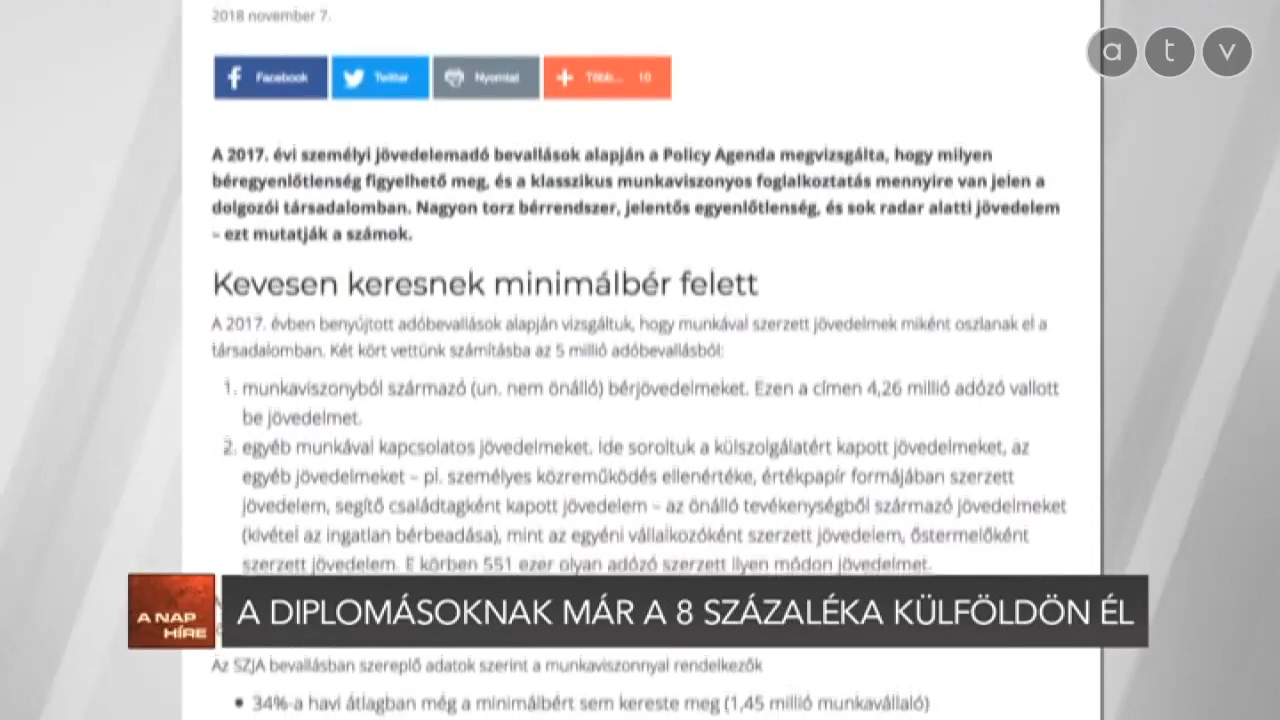 2018 november 7.
a t v
Facebook Twitter Nyomtat Több... 10
A 2017. évi személyi jövedelemadó bevallások alapján a Policy Agenda megvizsgálta, hogy milyen
béregyenlőtlenség figyelhető meg, és a klasszikus munkaviszonyos foglalkoztatás mennyire van jelen a
dolgozói társadalomban. Nagyon torz bérrendszer, jelentős egyenlőtlenség, és sok radar alatti jövedelem
– ezt mutatják a számok.
Kevesen keresnek minimálbér felett
A 2017. évben benyújtott adóbevallások alapján vizsgáltuk, hogy munkával szerzett jövedelmek miként oszlanak el a
társadalomban. Két kört vettünk számításba az 5 millió adóbevallásból:
1. munkaviszonyból származó (un. nem önálló) bérjövedelmeket. Ezen a címen 4,26 millió adózó vallott
be jövedelmet.
2. egyéb munkával kapcsolatos jövedelmeket. Ide soroltuk a külszolgálatért kapott jövedelmeket, az
egyéb jövedelmeket – pl. személyes közreműködés ellenértéke, értékpapír formájában szerzett
jövedelem, segítő családtagként kapott jövedelem – az önálló tevékenységből származó jövedelmeket
(kivétel az ingatlan bérbeadása), mint az egyéni vállalkozóként szerzett jövedelem, őstermelőként
szerzett jövedelem. E körben 551 ezer olyan adózó szerzett ilyen módon jövedelmet.
A NAP
HÍRE
A DIPLOMÁSOKNAK MÁR A 8 SZÁZALÉKA KÜLFÖLDÖN ÉL
Az SZJA bevallásban szereplő adatok szerint a munkaviszonnyal rendelkezők
• 34%-a havi átlagban még a minimálbért sem kereste meg (1,45 millió munkavállaló)